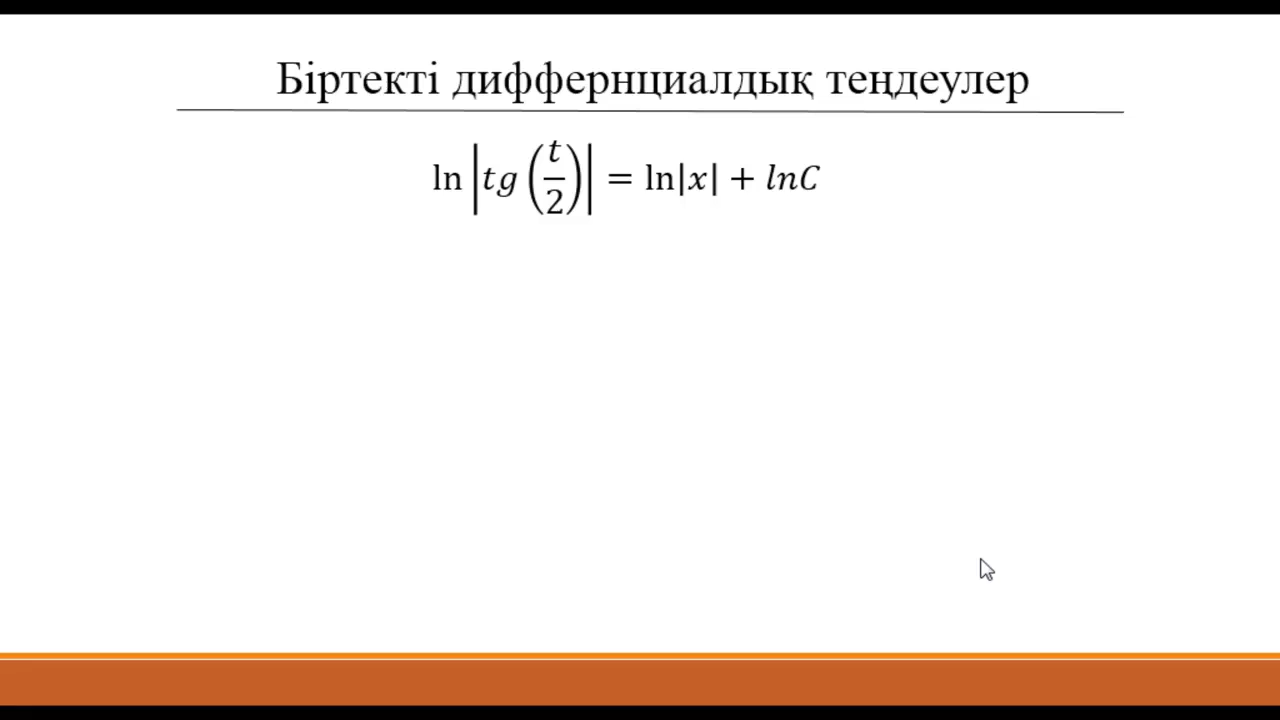 Біртекті диффернциалдық теңдеулер
ln |tg (t/2)| = ln|x| + lnC